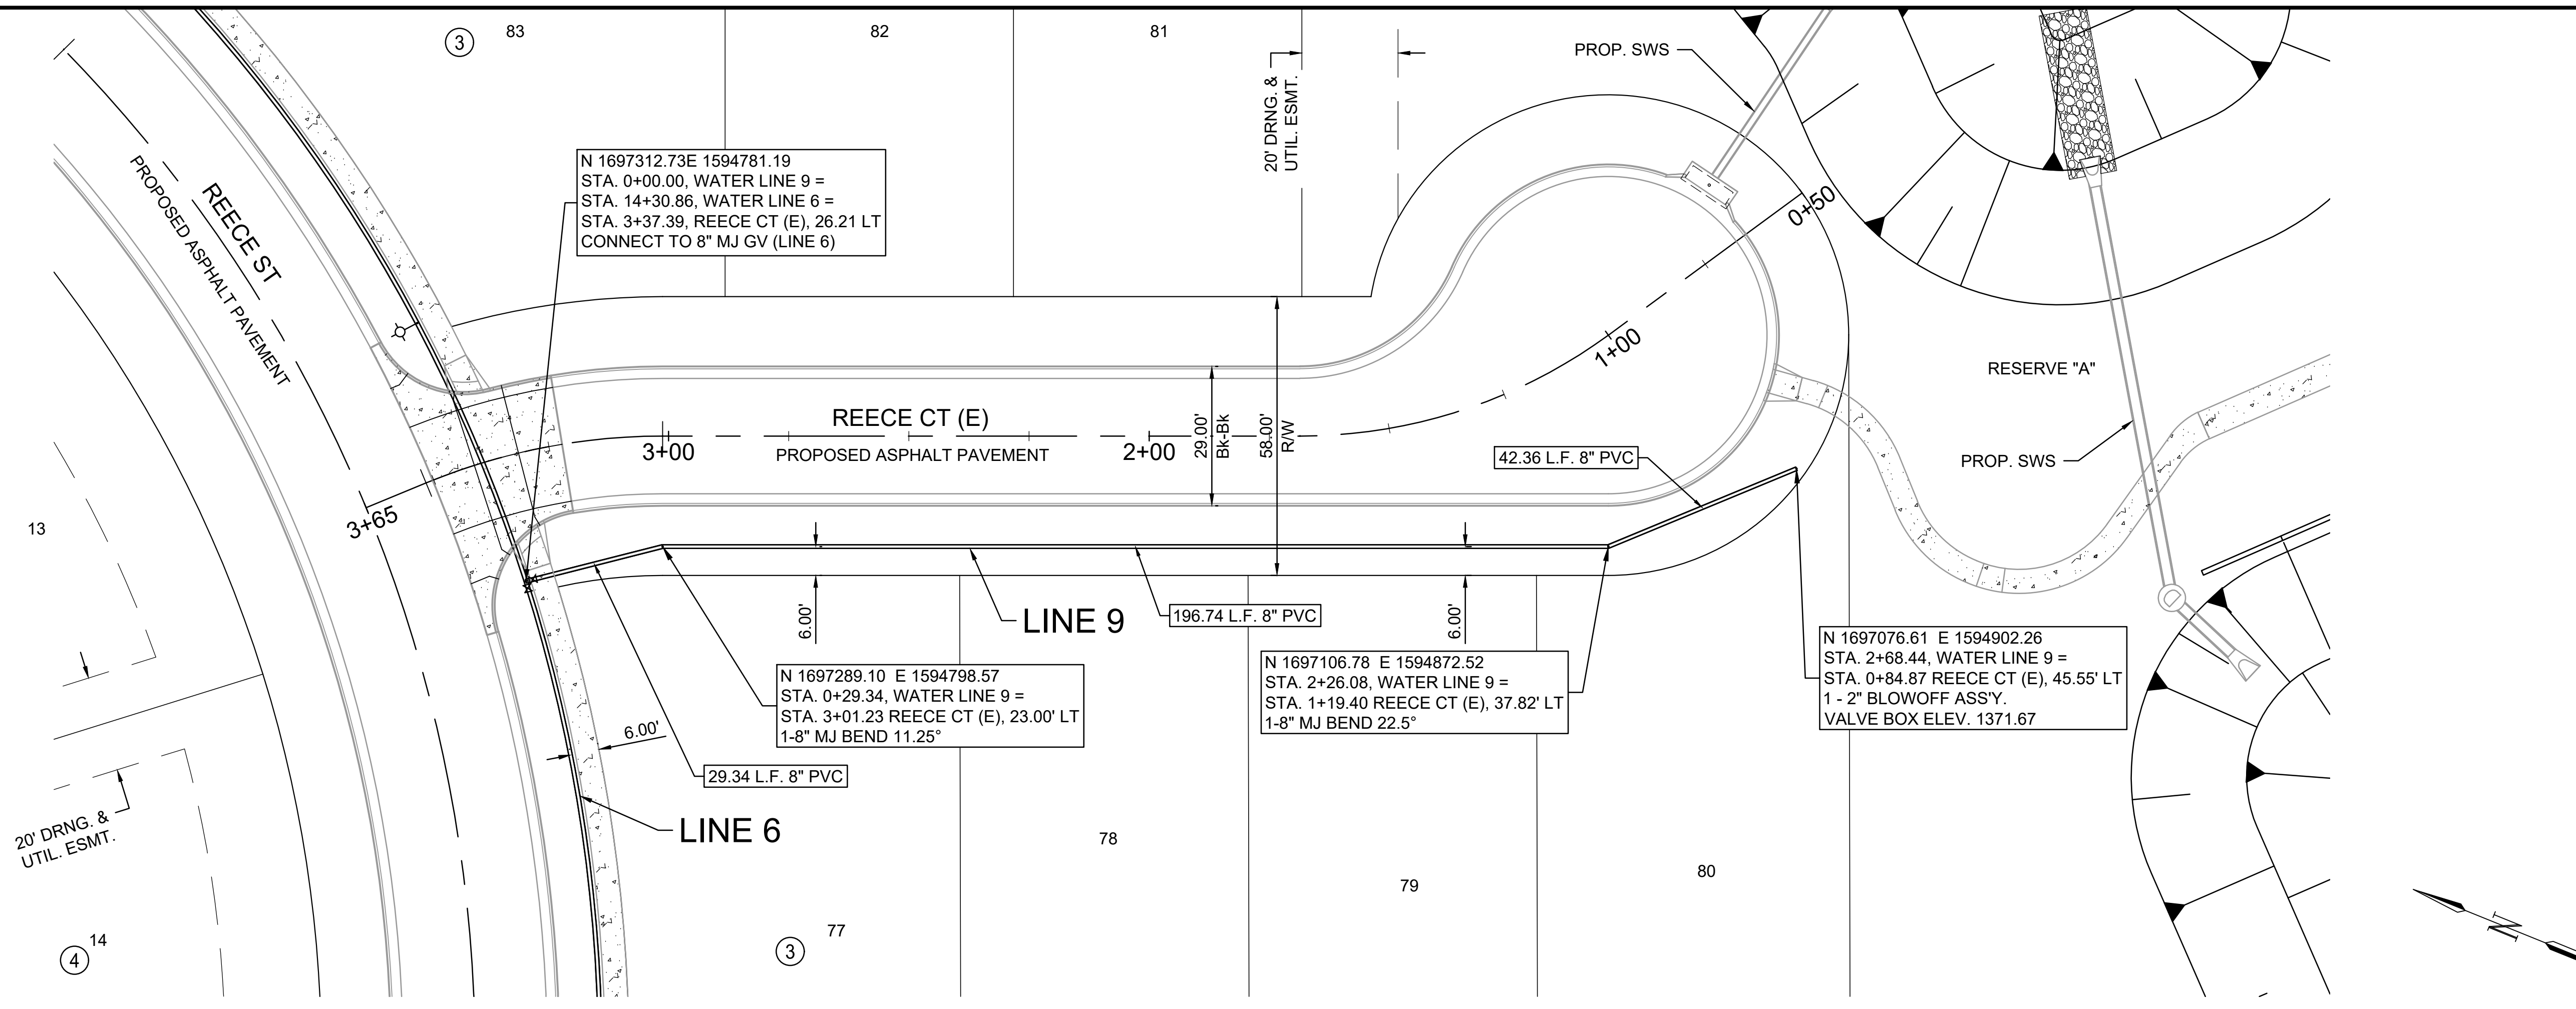 3
83
82
81
20' DRNG. &
UTIL. ESMT.
PROP. SWS
N 1697312.73E 1594781.19
STA. 0+00.00, WATER LINE 9 =
STA. 14+30.86, WATER LINE 6 =
STA. 3+37.39, REECE CT (E), 26.21 LT
CONNECT TO 8" MJ GV (LINE 6)
REECE ST
PROPOSED ASPHALT PAVEMENT
0+50
1+00
RESERVE "A"
REECE CT (E)
3+00
PROPOSED ASPHALT PAVEMENT
2+00
29.00'
Bk-Bk
58.00'
R/W
42.36 L.F. 8" PVC
PROP. SWS
3+65
13
6.00'
LINE 9
196.74 L.F. 8" PVC
6.00'
N 1697289.10 E 1594798.57
STA. 0+29.34, WATER LINE 9 =
STA. 3+01.23 REECE CT (E), 23.00' LT
1-8" MJ BEND 11.25°
N 1697106.78 E 1594872.52
STA. 2+26.08, WATER LINE 9 =
STA. 1+19.40 REECE CT (E), 37.82' LT
1-8" MJ BEND 22.5°
N 1697076.61 E 1594902.26
STA. 2+68.44, WATER LINE 9 =
STA. 0+84.87 REECE CT (E), 45.55' LT
1 - 2" BLOWOFF ASS'Y.
VALVE BOX ELEV. 1371.67
6.00'
29.34 L.F. 8" PVC
LINE 6
20' DRNG. &
UTIL. ESMT.
78
79
80
77
3
14
4
N